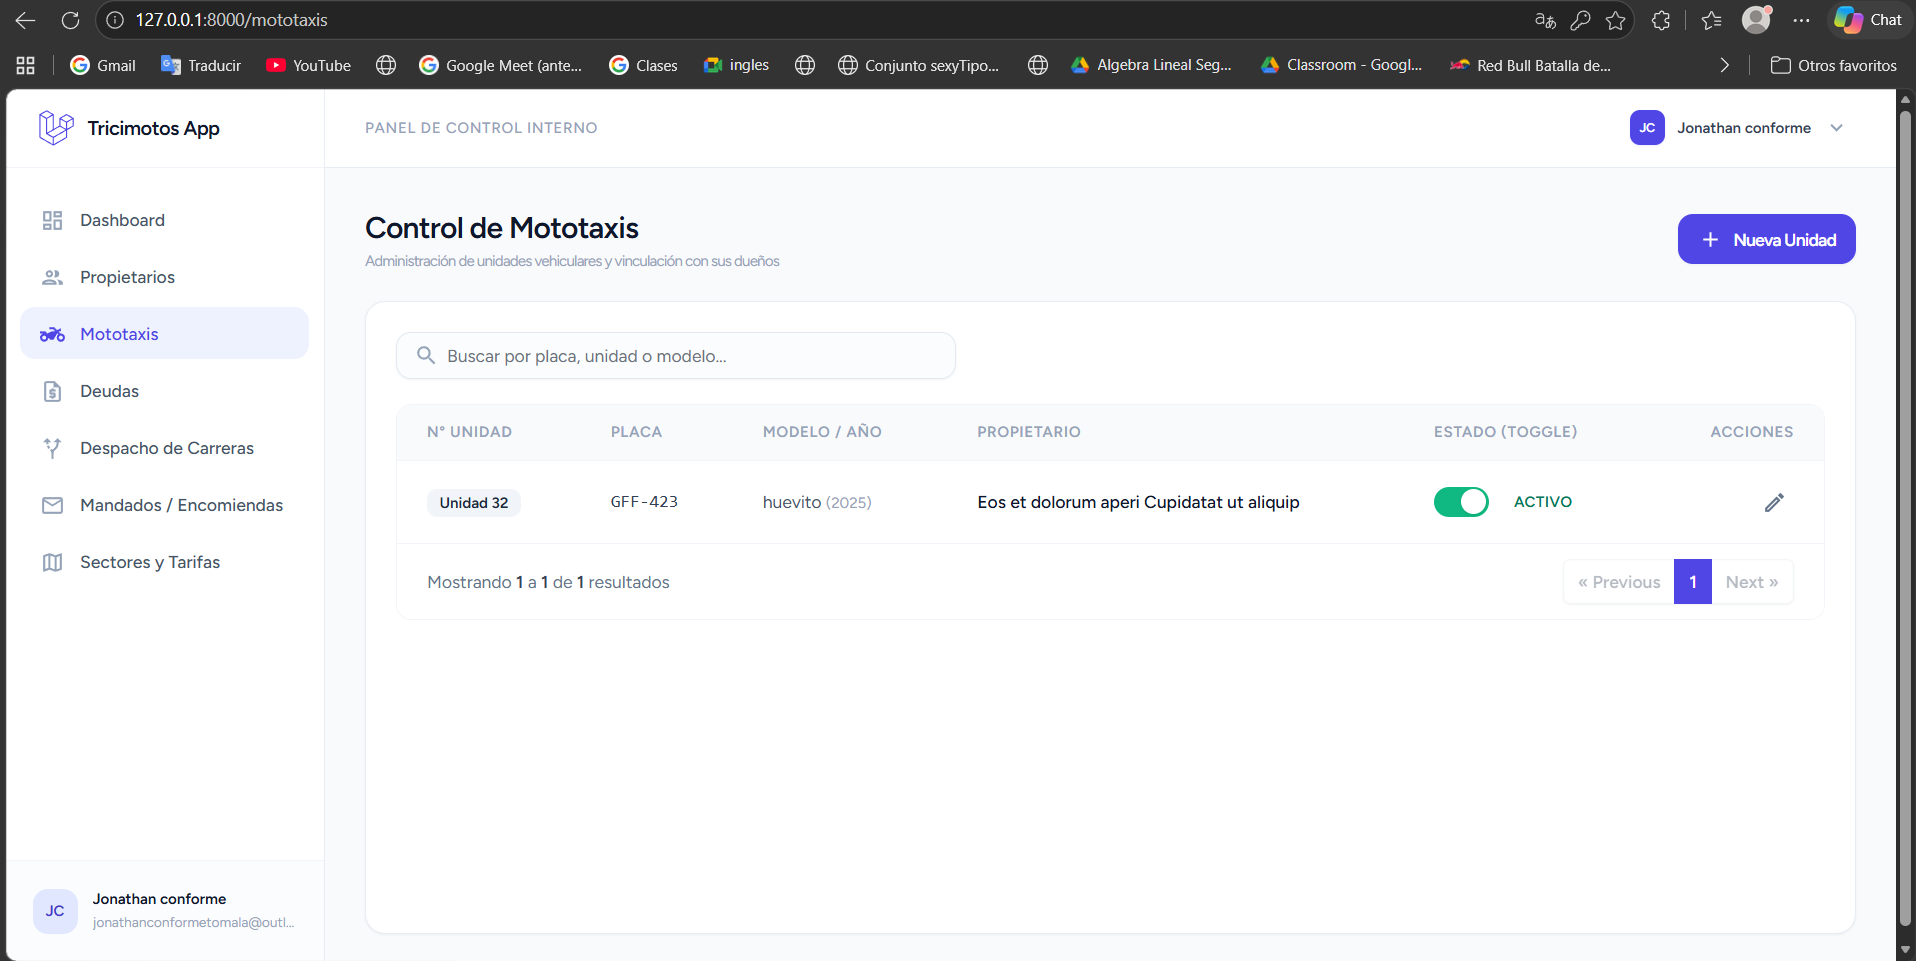 127.0.0.1:8000/mototaxis
Chat
Gmail
Traducir
YouTube
Google Meet (ante...
Clases
ingles
Conjunto sexyTipo...
Algebra Lineal Seg...
Classroom - Googl...
Red Bull Batalla de...
Otros favoritos
Tricimotos App
PANEL DE CONTROL INTERNO
JC
Jonathan conforme
Dashboard
Propietarios
Mototaxis
Deudas
Despacho de Carreras
Mandados / Encomiendas
Sectores y Tarifas
Control de Mototaxis
Administración de unidades vehiculares y vinculación con sus dueños
+ Nueva Unidad
Buscar por placa, unidad o modelo...
N° UNIDAD PLACA MODELO / AÑO PROPIETARIO ESTADO (TOGGLE) ACCIONES
Unidad 32 GFF-423 huevito (2025) Eos et dolorum aperi Cupidatat ut aliquip ACTIVO
Mostrando 1 a 1 de 1 resultados
« Previous 1 Next »
JC
Jonathan conforme
jonathanconformetomala@outl...